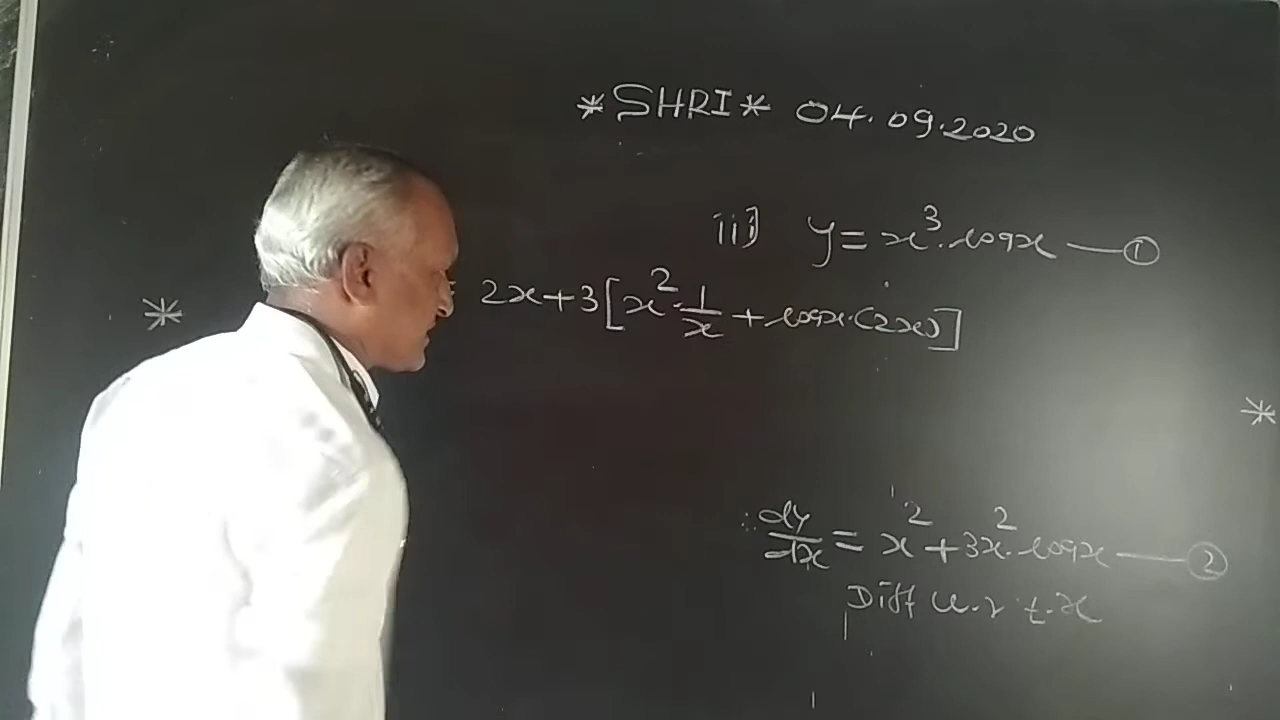 *SHRI* 04.09.2020
iii) y = x³. logx —— ①
= 2x+3[x². 1/x + logx.(2x)]
∴ dy/dx = x² + 3x². logx —— ②
Diff w.r.t.x